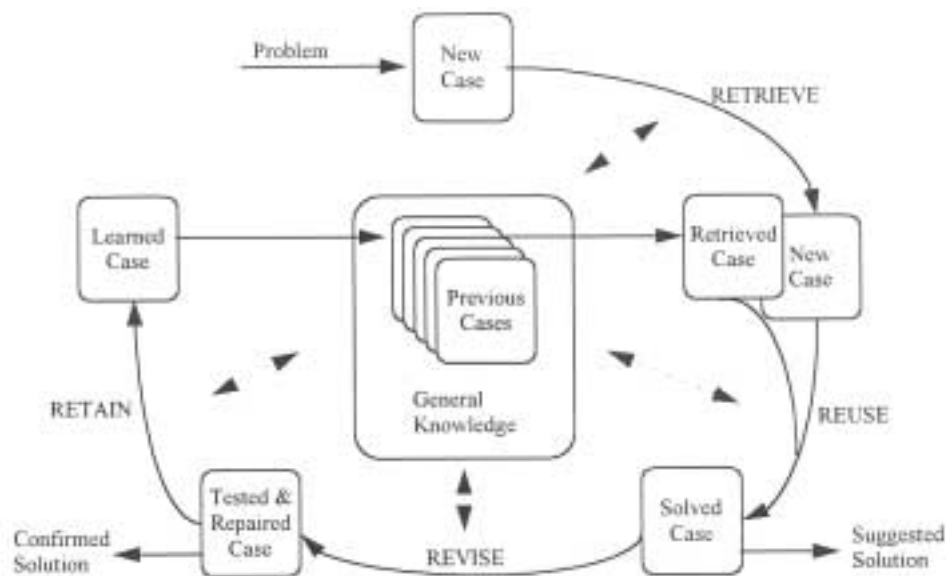 Problem
New
Case
RETRIEVE
Learned
Case
Retrieved
Case
New
Case
Previous
Cases
General
Knowledge
RETAIN
REUSE
Tested &
Repaired
Case
Solved
Case
Confirmed
Solution
REVISE
Suggested
Solution